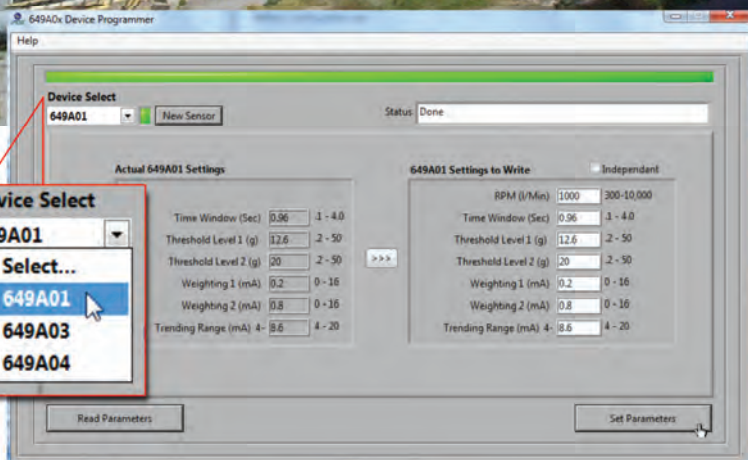 649A0x Device Programmer
Help
Device Select
649A01
New Sensor
Status
Done
Actual 649A01 Settings
Time Window (Sec) 0.96 .1 - 4.0
Threshold Level 1 (g) 12.6 .2 - 50
Threshold Level 2 (g) 20 .2 - 50
Weighting 1 (mA) 0.2 0 - 16
Weighting 2 (mA) 0.8 0 - 16
Trending Range (mA) 4- 8.6 4 - 20
>>>
649A01 Settings to Write
Independant
RPM (I/Min) 1000 300-10,000
Time Window (Sec) 0.96 .1 - 4.0
Threshold Level 1 (g) 12.6 .2 - 50
Threshold Level 2 (g) 20 .2 - 50
Weighting 1 (mA) 0.2 0 - 16
Weighting 2 (mA) 0.8 0 - 16
Trending Range (mA) 4- 8.6 4 - 20
vice Select
9A01
Select...
649A01
649A03
649A04
Read Parameters
Set Parameters